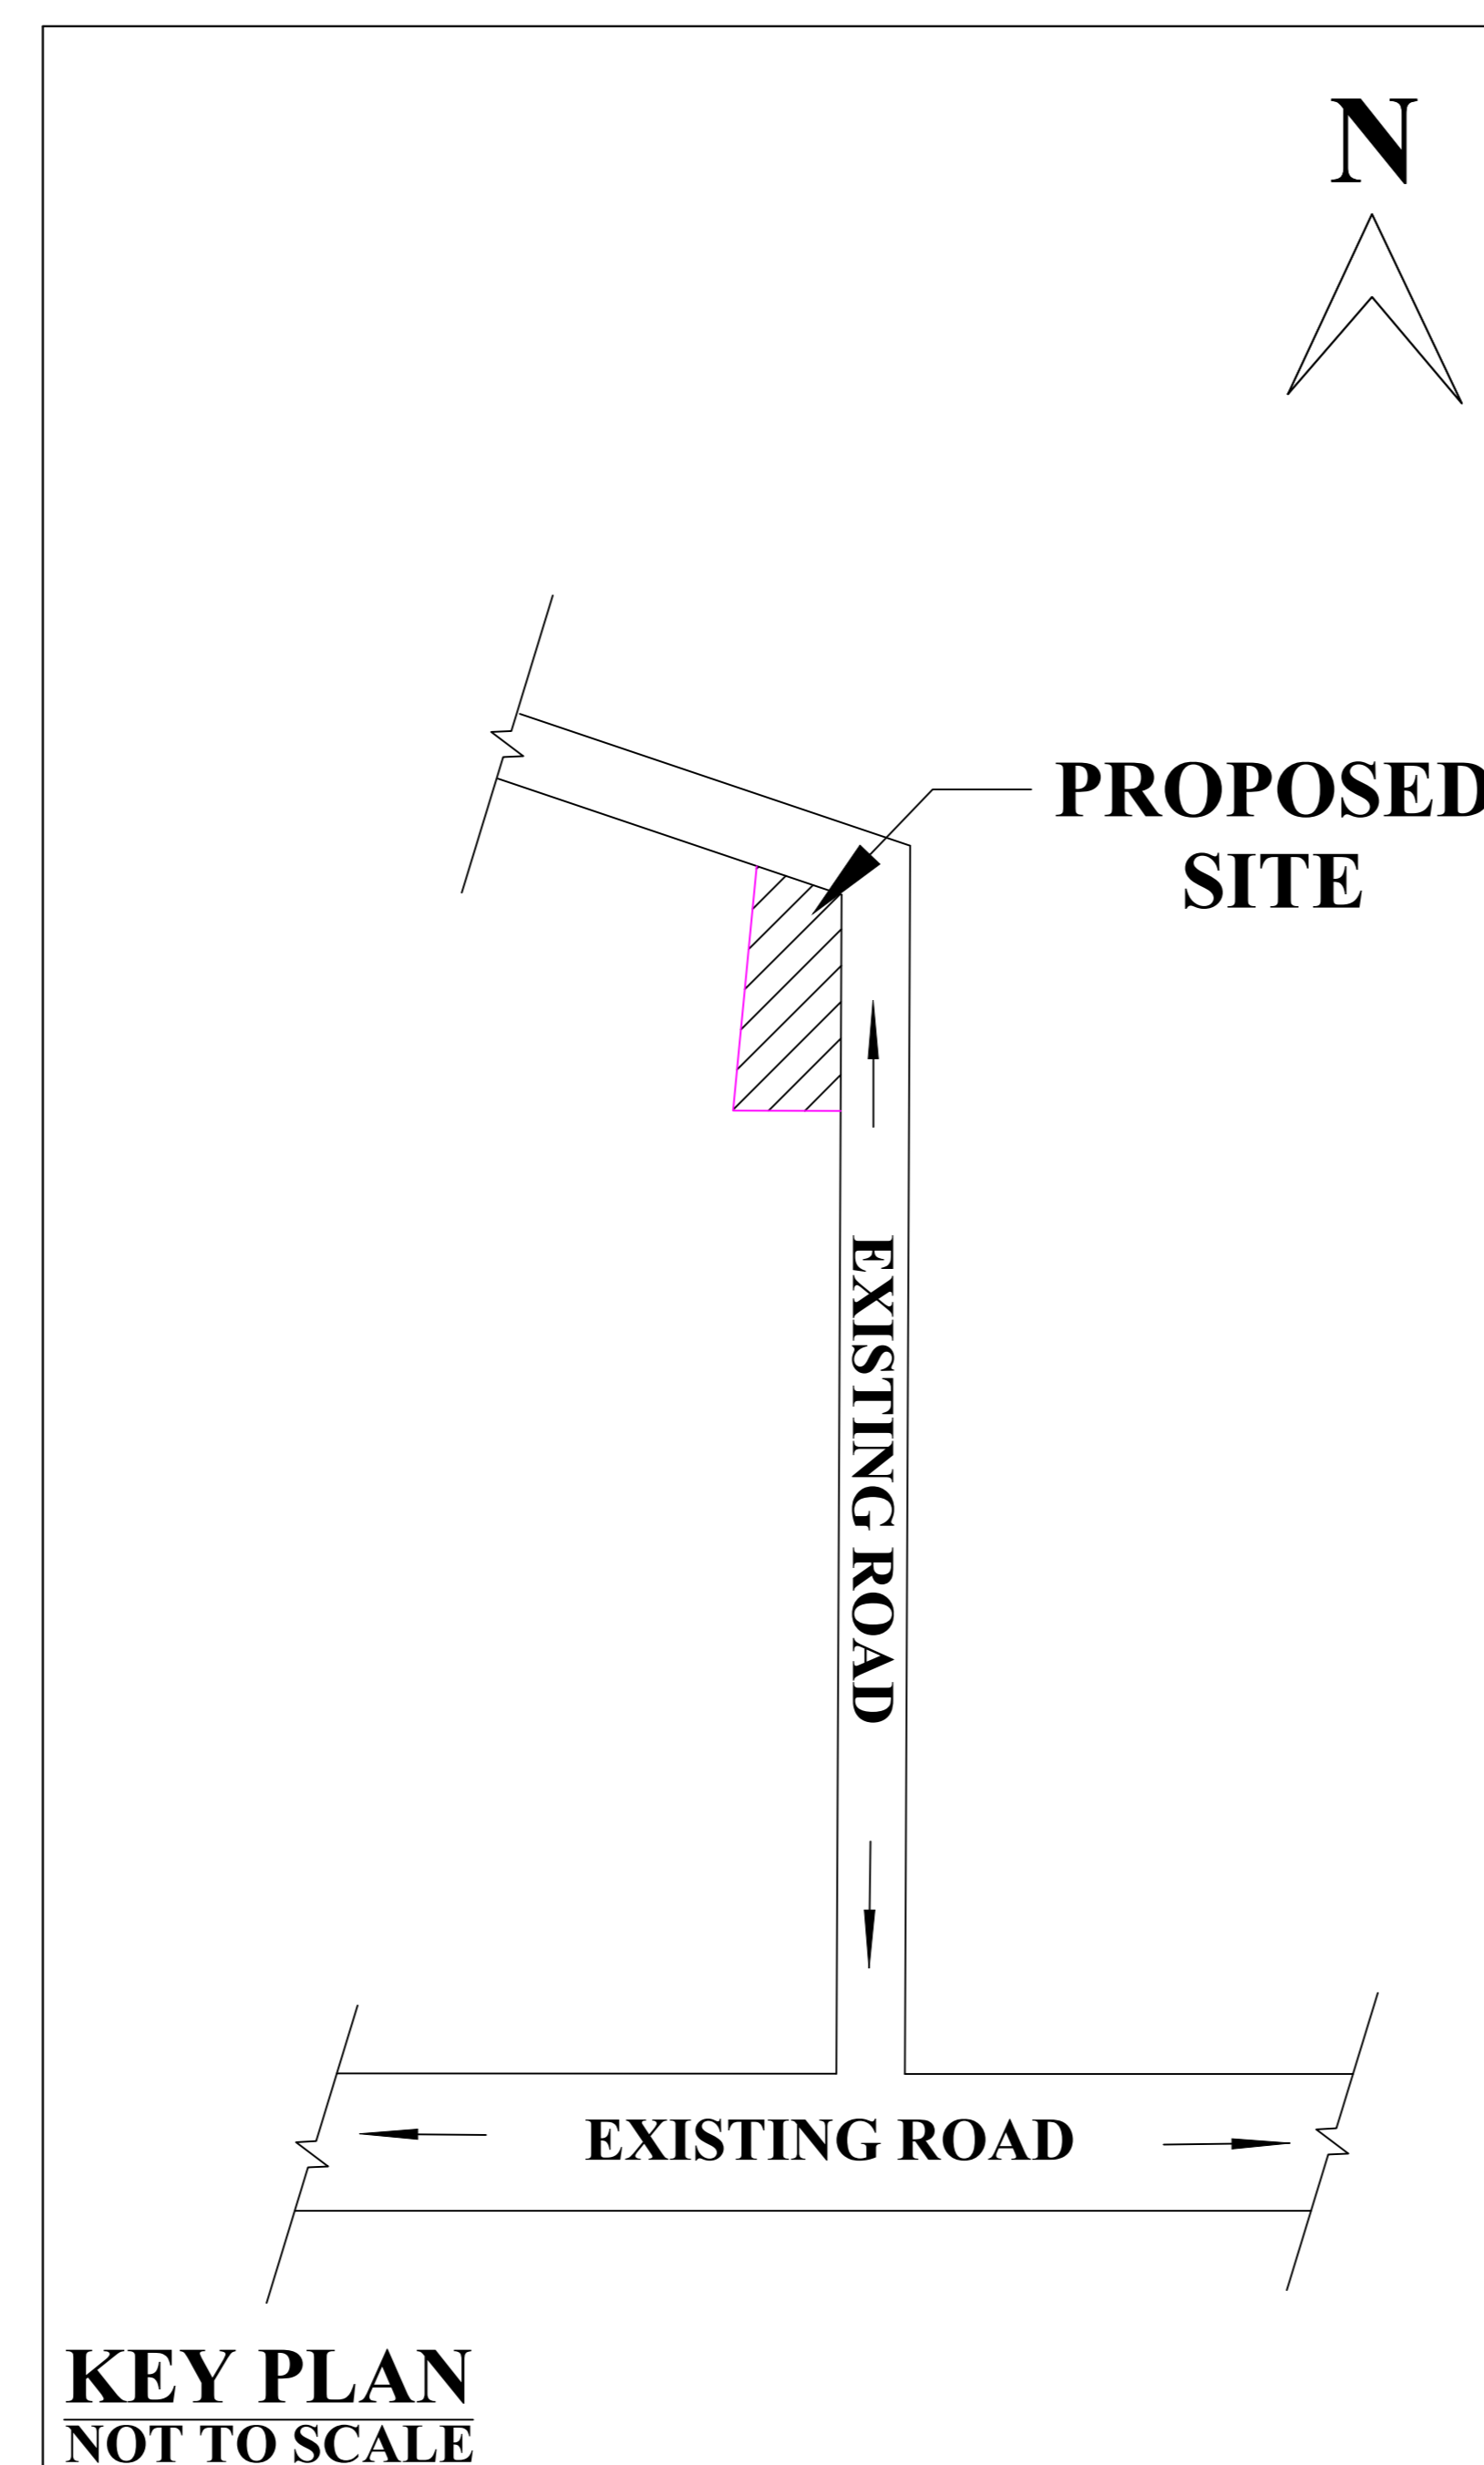 N
PROPOSED
SITE
EXISTING ROAD
EXISTING ROAD
KEY PLAN
NOT TO SCALE